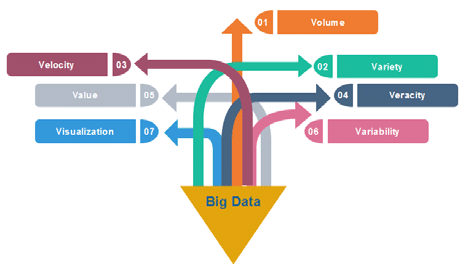 01 Volume
Velocity 03
02 Variety
Value 05
04 Veracity
Visualization 07
06 Variability
Big Data